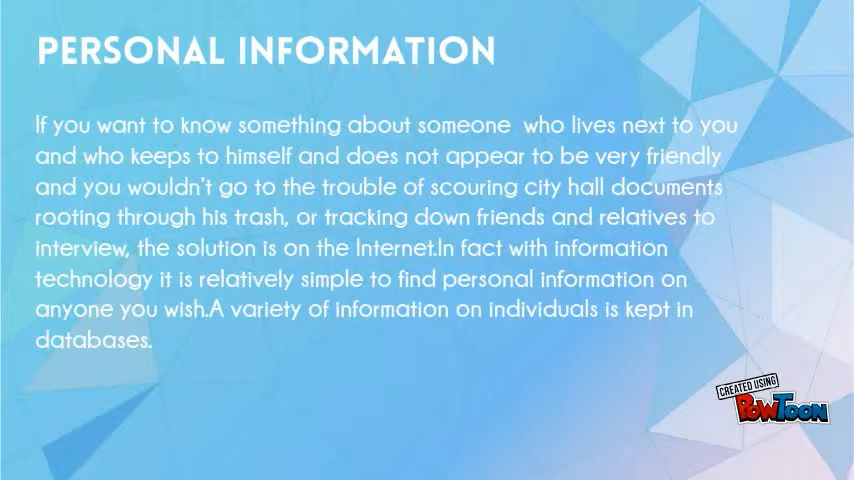 PERSONAL INFORMATION
If you want to know something about someone who lives next to you
and who keeps to himself and does not appear to be very friendly
and you wouldn't go to the trouble of scouring city hall documents
rooting through his trash, or tracking down friends and relatives to
interview, the solution is on the Internet.In fact with information
technology it is relatively simple to find personal information on
anyone you wish.A variety of information on individuals is kept in
databases.
CREATED USING
POWTOON